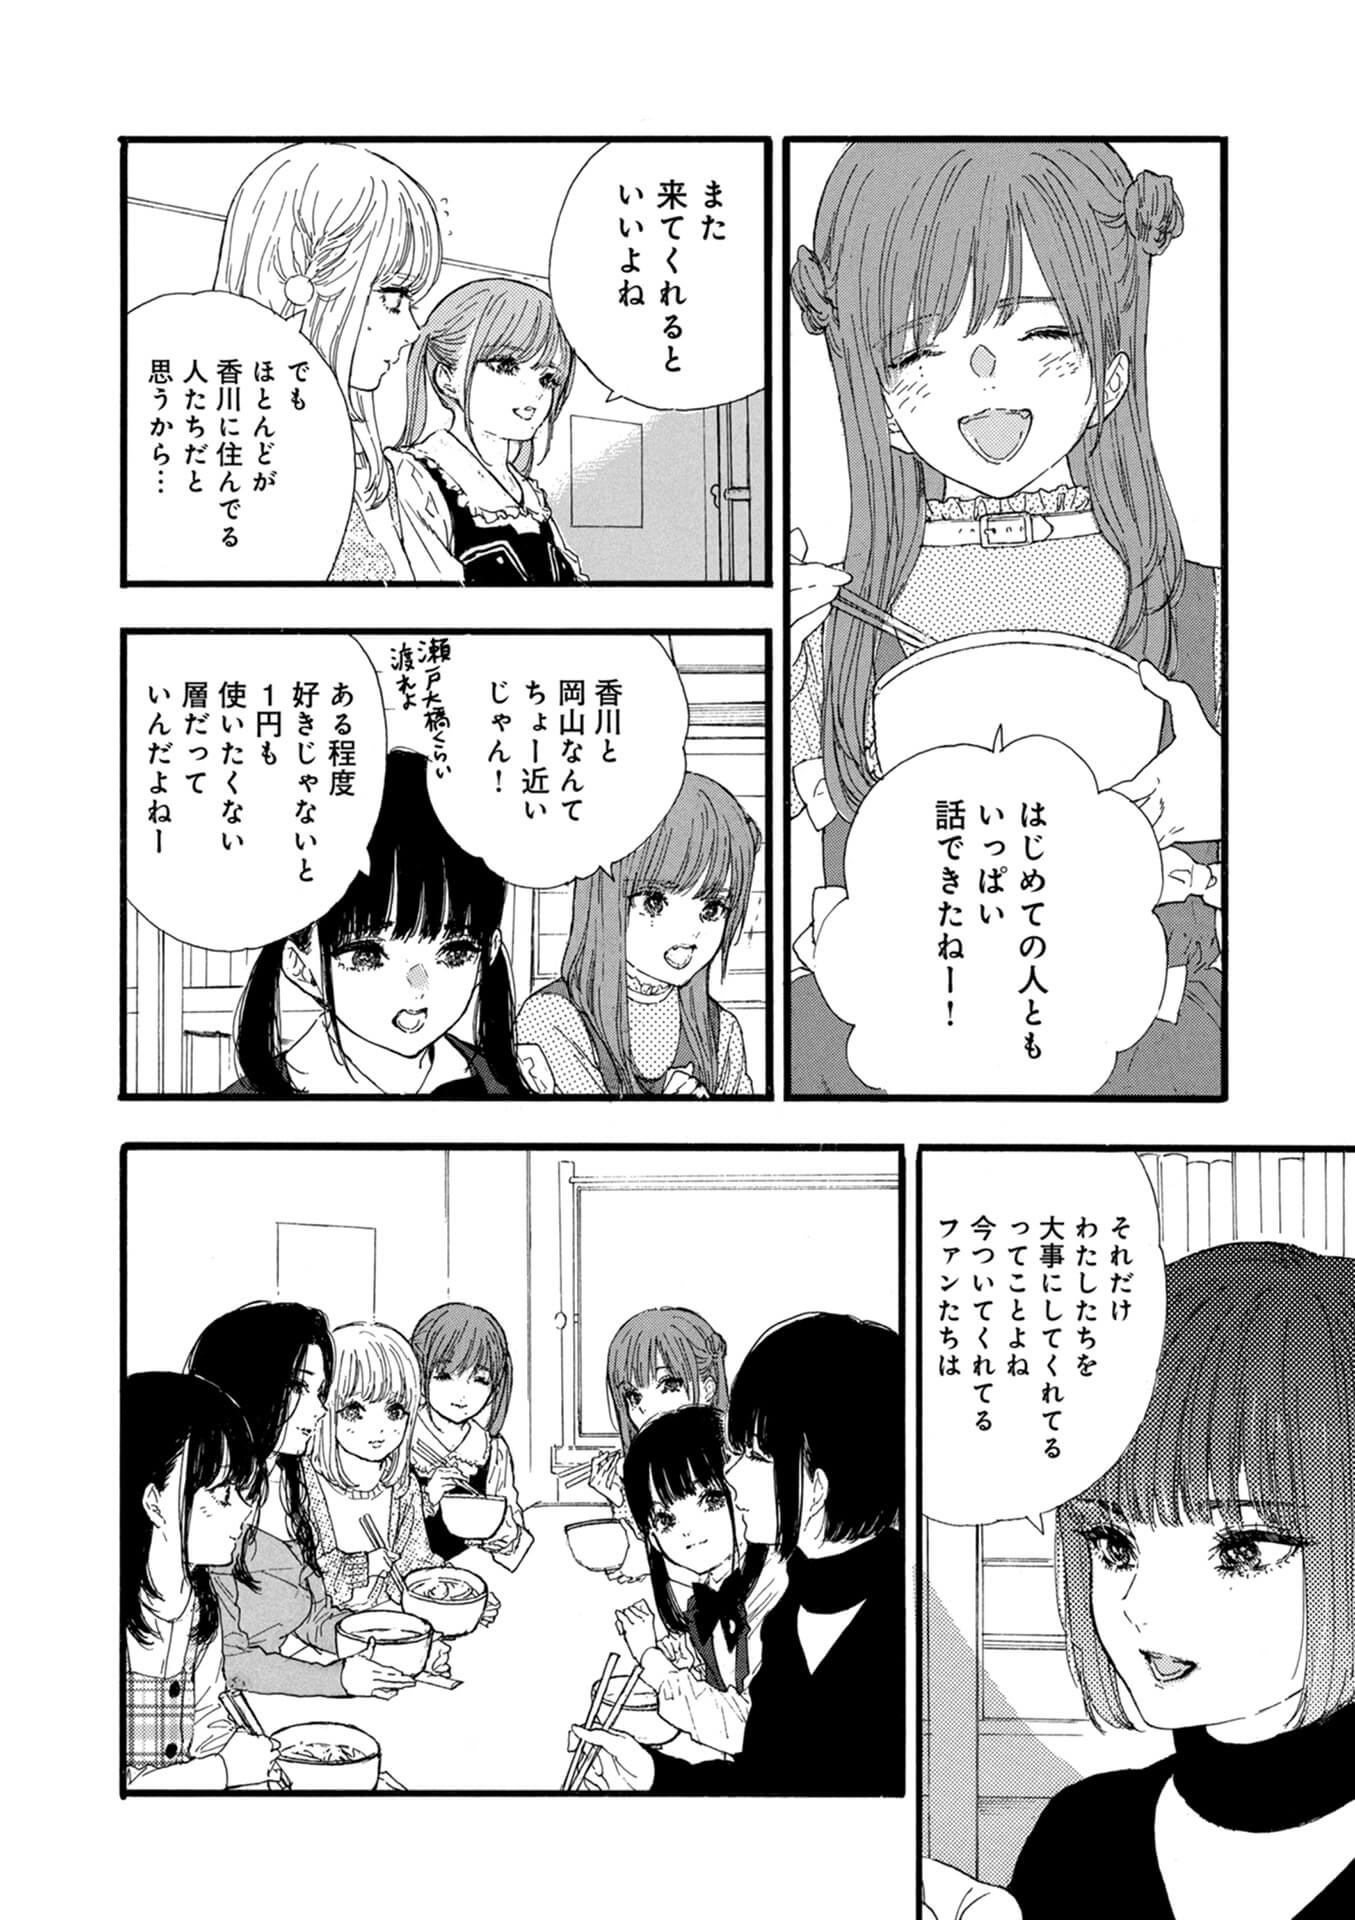 はじめての人とも
いっぱい
話できたねー！
また
来てくれると
いいよね
でも
ほとんどが
香川に住んでる
人たちだと
思うから…
香川と
岡山なんて
ちょー近い
じゃん！
瀬戸大橋くらい
渡れよ
ある程度
好きじゃないと
1円も
使いたくない
層だって
いんだよねー
それだけ
わたしたちを
大事にしてくれてる
ってことよね
今ついてくれてる
ファンたちは